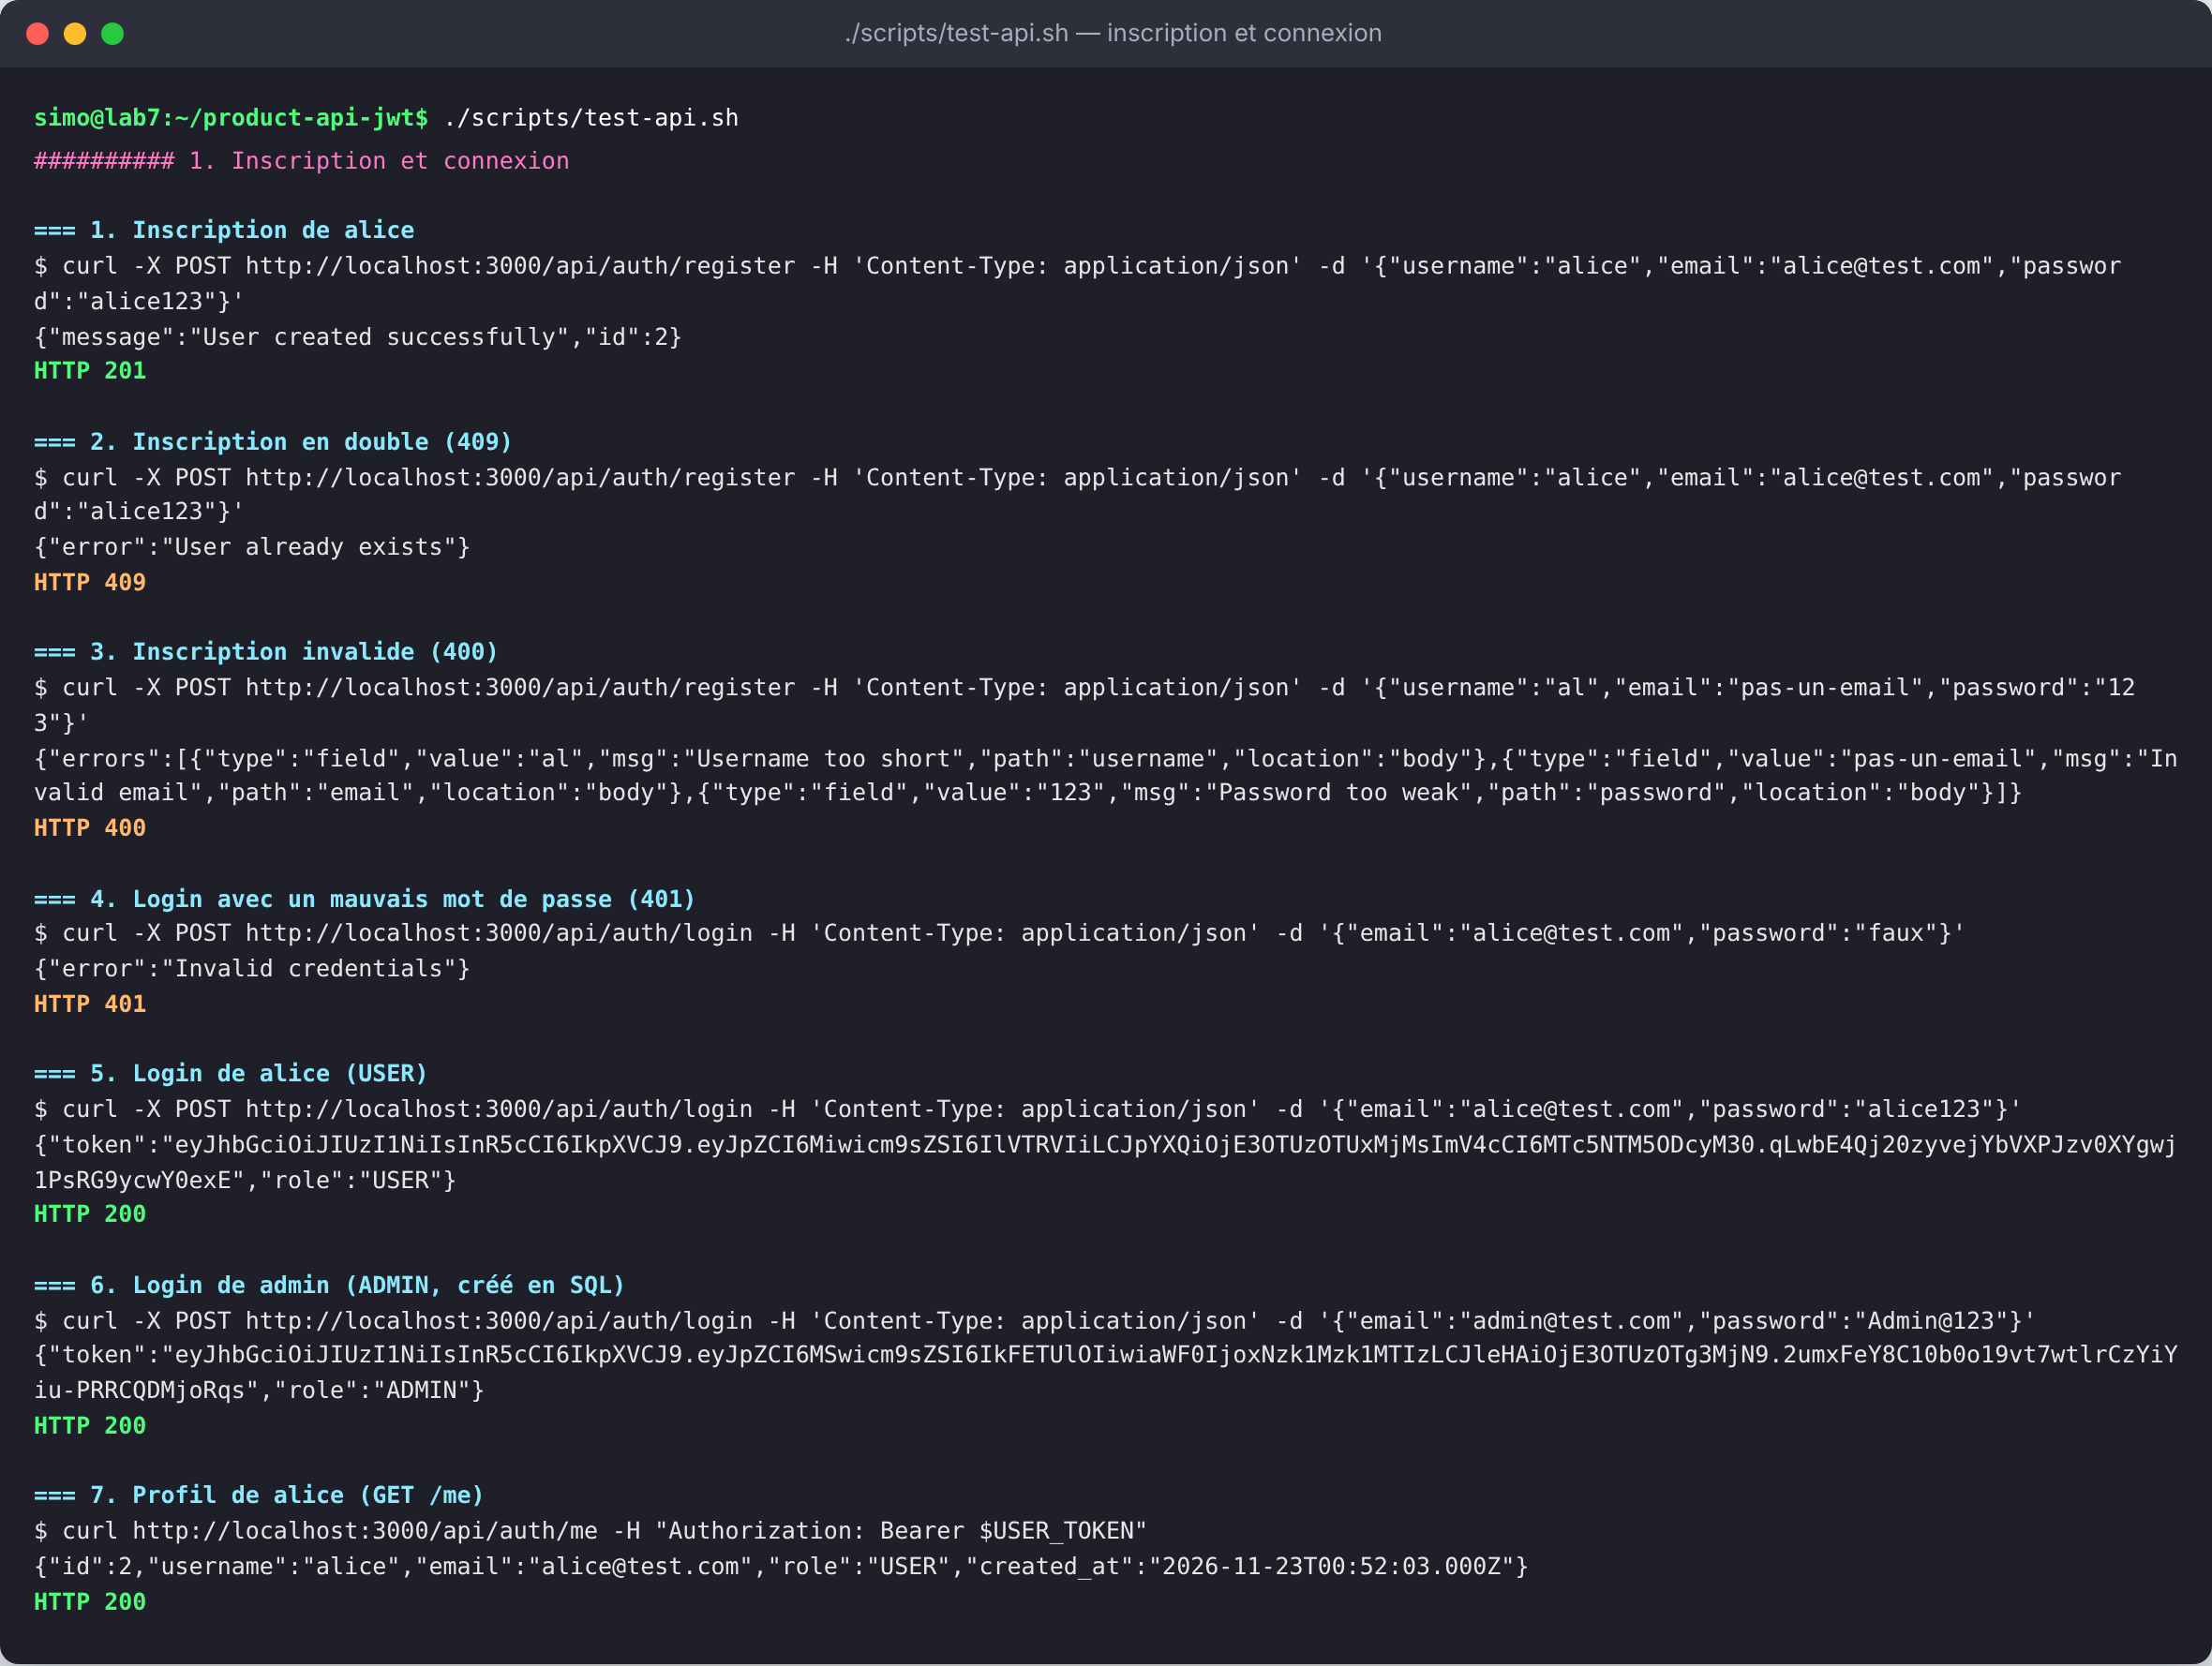 ./scripts/test-api.sh — inscription et connexion
simo@lab7:~/product-api-jwt$ ./scripts/test-api.sh
########## 1. Inscription et connexion
=== 1. Inscription de alice
$ curl -X POST http://localhost:3000/api/auth/register -H 'Content-Type: application/json' -d '{"username":"alice","email":"alice@test.com","passwor
d":"alice123"}'
{"message":"User created successfully","id":2}
HTTP 201
=== 2. Inscription en double (409)
$ curl -X POST http://localhost:3000/api/auth/register -H 'Content-Type: application/json' -d '{"username":"alice","email":"alice@test.com","passwor
d":"alice123"}'
{"error":"User already exists"}
HTTP 409
=== 3. Inscription invalide (400)
$ curl -X POST http://localhost:3000/api/auth/register -H 'Content-Type: application/json' -d '{"username":"al","email":"pas-un-email","password":"12
3"}'
{"errors":[{"type":"field","value":"al","msg":"Username too short","path":"username","location":"body"},{"type":"field","value":"pas-un-email","msg":"In
valid email","path":"email","location":"body"},{"type":"field","value":"123","msg":"Password too weak","path":"password","location":"body"}]}
HTTP 400
=== 4. Login avec un mauvais mot de passe (401)
$ curl -X POST http://localhost:3000/api/auth/login -H 'Content-Type: application/json' -d '{"email":"alice@test.com","password":"faux"}'
{"error":"Invalid credentials"}
HTTP 401
=== 5. Login de alice (USER)
$ curl -X POST http://localhost:3000/api/auth/login -H 'Content-Type: application/json' -d '{"email":"alice@test.com","password":"alice123"}'
{"token":"eyJhbGciOiJIUzI1NiIsInR5cCI6IkpXVCJ9.eyJpZCI6Miwicm9sZSI6IlVTRVIiLCJpYXQiOjE3OTUzOTUxMjMsImV4cCI6MTc5NTM5ODcyM30.qLwbE4Qj20zyvejYbVXPJzv0XYgwj
1PsRG9ycwY0exE","role":"USER"}
HTTP 200
=== 6. Login de admin (ADMIN, créé en SQL)
$ curl -X POST http://localhost:3000/api/auth/login -H 'Content-Type: application/json' -d '{"email":"admin@test.com","password":"Admin@123"}'
{"token":"eyJhbGciOiJIUzI1NiIsInR5cCI6IkpXVCJ9.eyJpZCI6MSwicm9sZSI6IkFETUlOIiwiaWF0IjoxNzk1Mzk1MTIzLCJleHAiOjE3OTUzOTg3MjN9.2umxFeY8C10b0o19vt7wtlrCzYiY
iu-PRRCQDMjoRqs","role":"ADMIN"}
HTTP 200
=== 7. Profil de alice (GET /me)
$ curl http://localhost:3000/api/auth/me -H "Authorization: Bearer $USER_TOKEN"
{"id":2,"username":"alice","email":"alice@test.com","role":"USER","created_at":"2026-11-23T00:52:03.000Z"}
HTTP 200